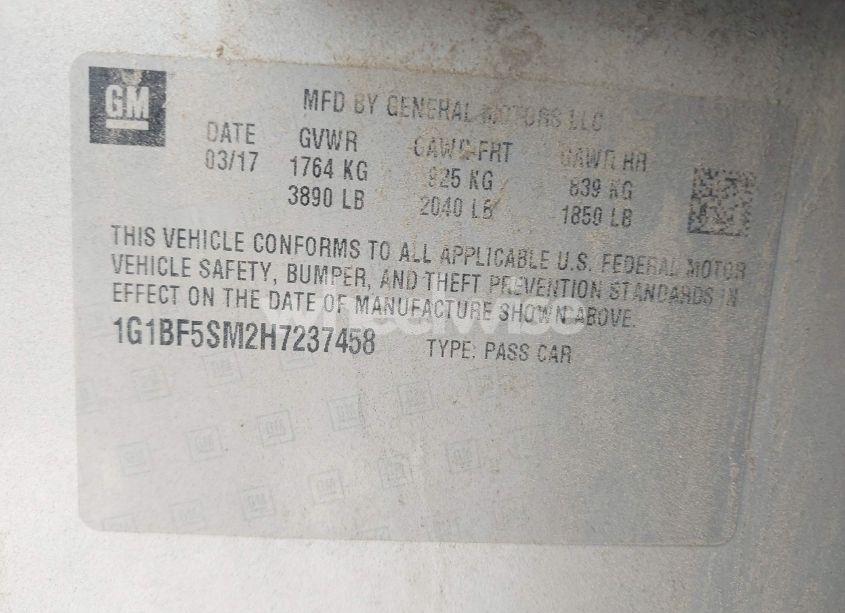 GM
MFD BY GENERAL MOTORS LLC
DATE GVWR GAWR FRT GAWR RR
03/17 1764 KG 925 KG 839 KG
3890 LB 2040 LB 1850 LB
THIS VEHICLE CONFORMS TO ALL APPLICABLE U.S. FEDERAL MOTOR
VEHICLE SAFETY, BUMPER, AND THEFT PREVENTION STANDARDS IN
EFFECT ON THE DATE OF MANUFACTURE SHOWN ABOVE.
1G1BF5SM2H7237458 TYPE: PASS CAR
wheelwise